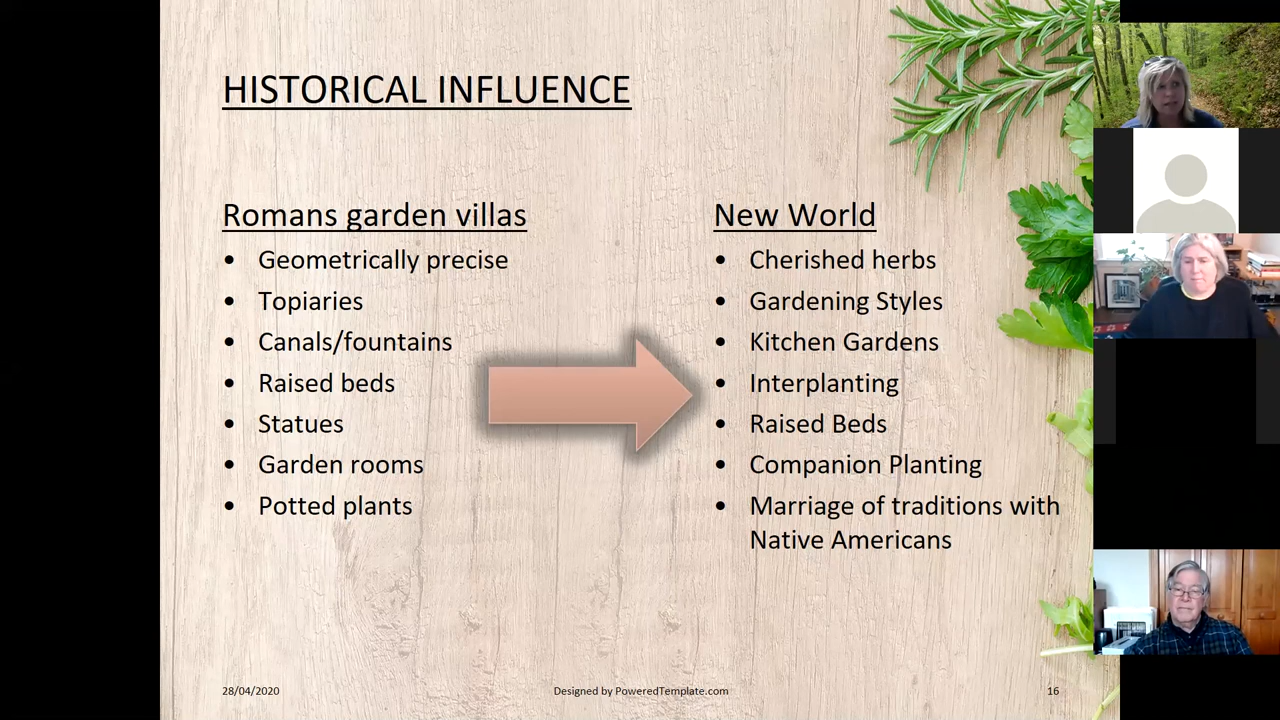 HISTORICAL INFLUENCE
Romans garden villas
• Geometrically precise
• Topiaries
• Canals/fountains
• Raised beds
• Statues
• Garden rooms
• Potted plants
New World
• Cherished herbs
• Gardening Styles
• Kitchen Gardens
• Interplanting
• Raised Beds
• Companion Planting
• Marriage of traditions with
Native Americans
28/04/2020
Designed by PoweredTemplate.com
16